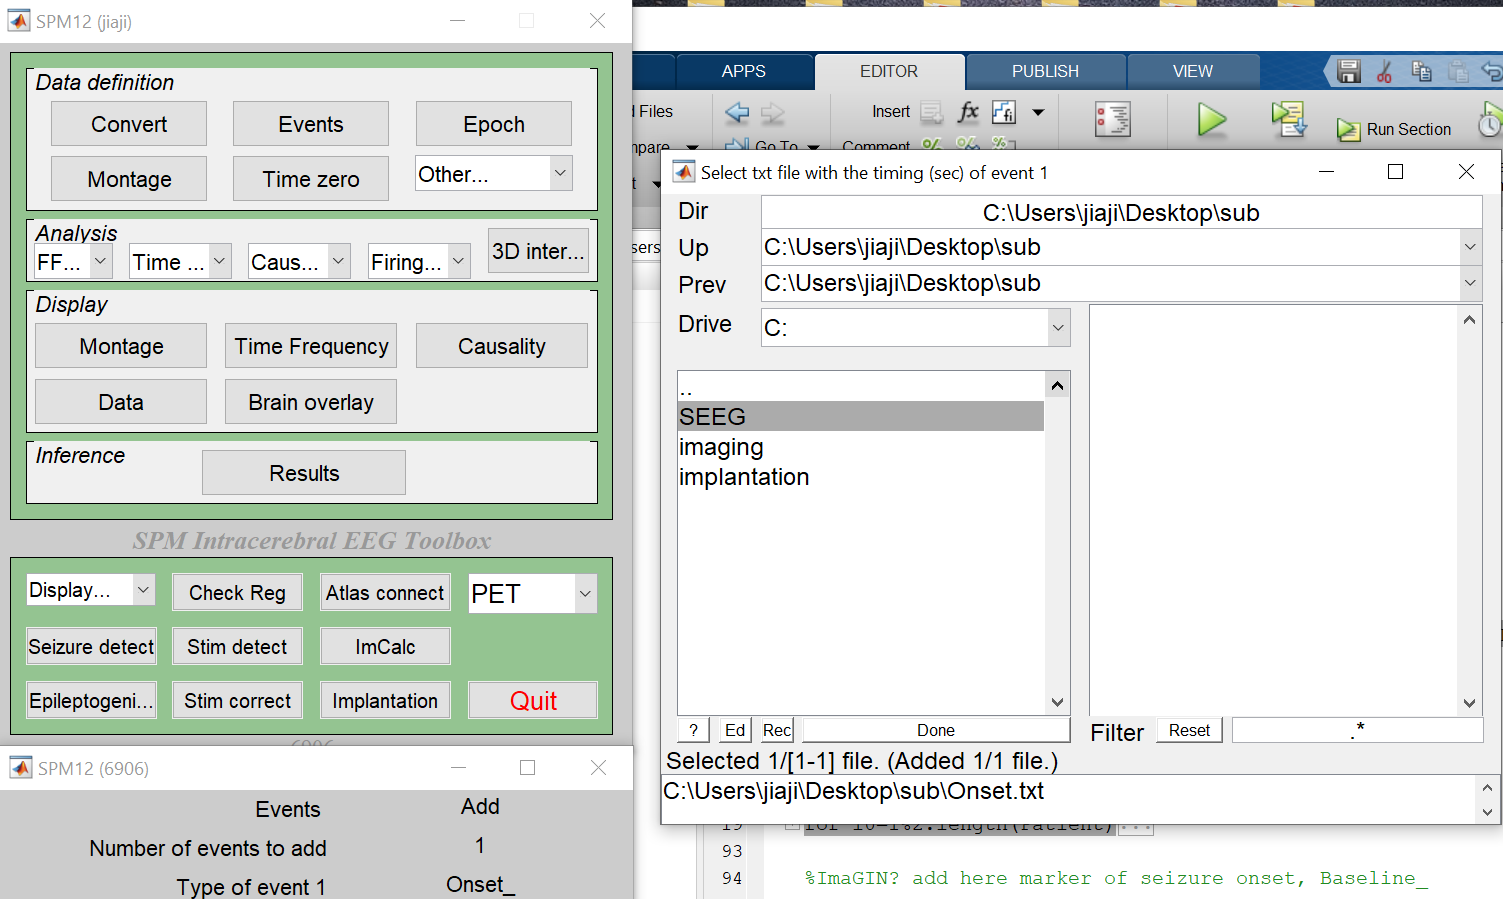 SPM12 (jiaji)
Data definition
Convert
Events
Epoch
Montage
Time zero
Other...
Analysis
FF...
Time ...
Caus...
Firing...
3D inter...
Display
Montage
Time Frequency
Causality
Data
Brain overlay
Inference
Results
SPM Intracerebral EEG Toolbox
Display...
Check Reg
Atlas connect
PET
Seizure detect
Stim detect
ImCalc
Epileptogeni...
Stim correct
Implantation
Quit
SPM12 (6906)
Events Add
Number of events to add 1
Type of event 1 Onset_
APPS
EDITOR
PUBLISH
VIEW
Files
Insert
fx
fi
Go To
Comment
Run Section
Select txt file with the timing (sec) of event 1
Dir C:\Users\jiaji\Desktop\sub
Up C:\Users\jiaji\Desktop\sub
Prev C:\Users\jiaji\Desktop\sub
Drive C:
..
SEEG
imaging
implantation
? Ed Rec Done
Filter Reset .*
Selected 1/[1-1] file. (Added 1/1 file.)
C:\Users\jiaji\Desktop\sub\Onset.txt
93
94 %ImaGIN? add here marker of seizure onset, Baseline_